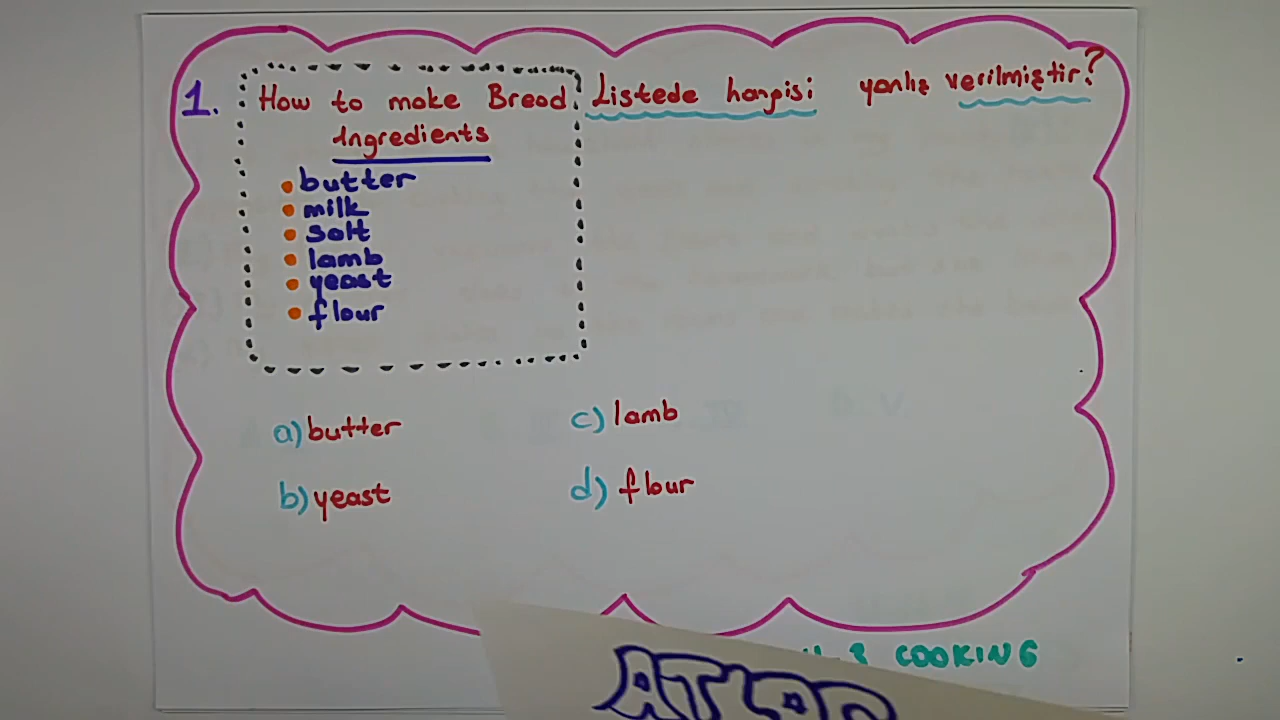 1. How to make Bread Listede hangisi yanlış verilmiştir?
Ingredients
• butter
• milk
• salt
• lamb
• yeast
• flour
a) butter
c) lamb
b) yeast
d) flour
8 COOKING